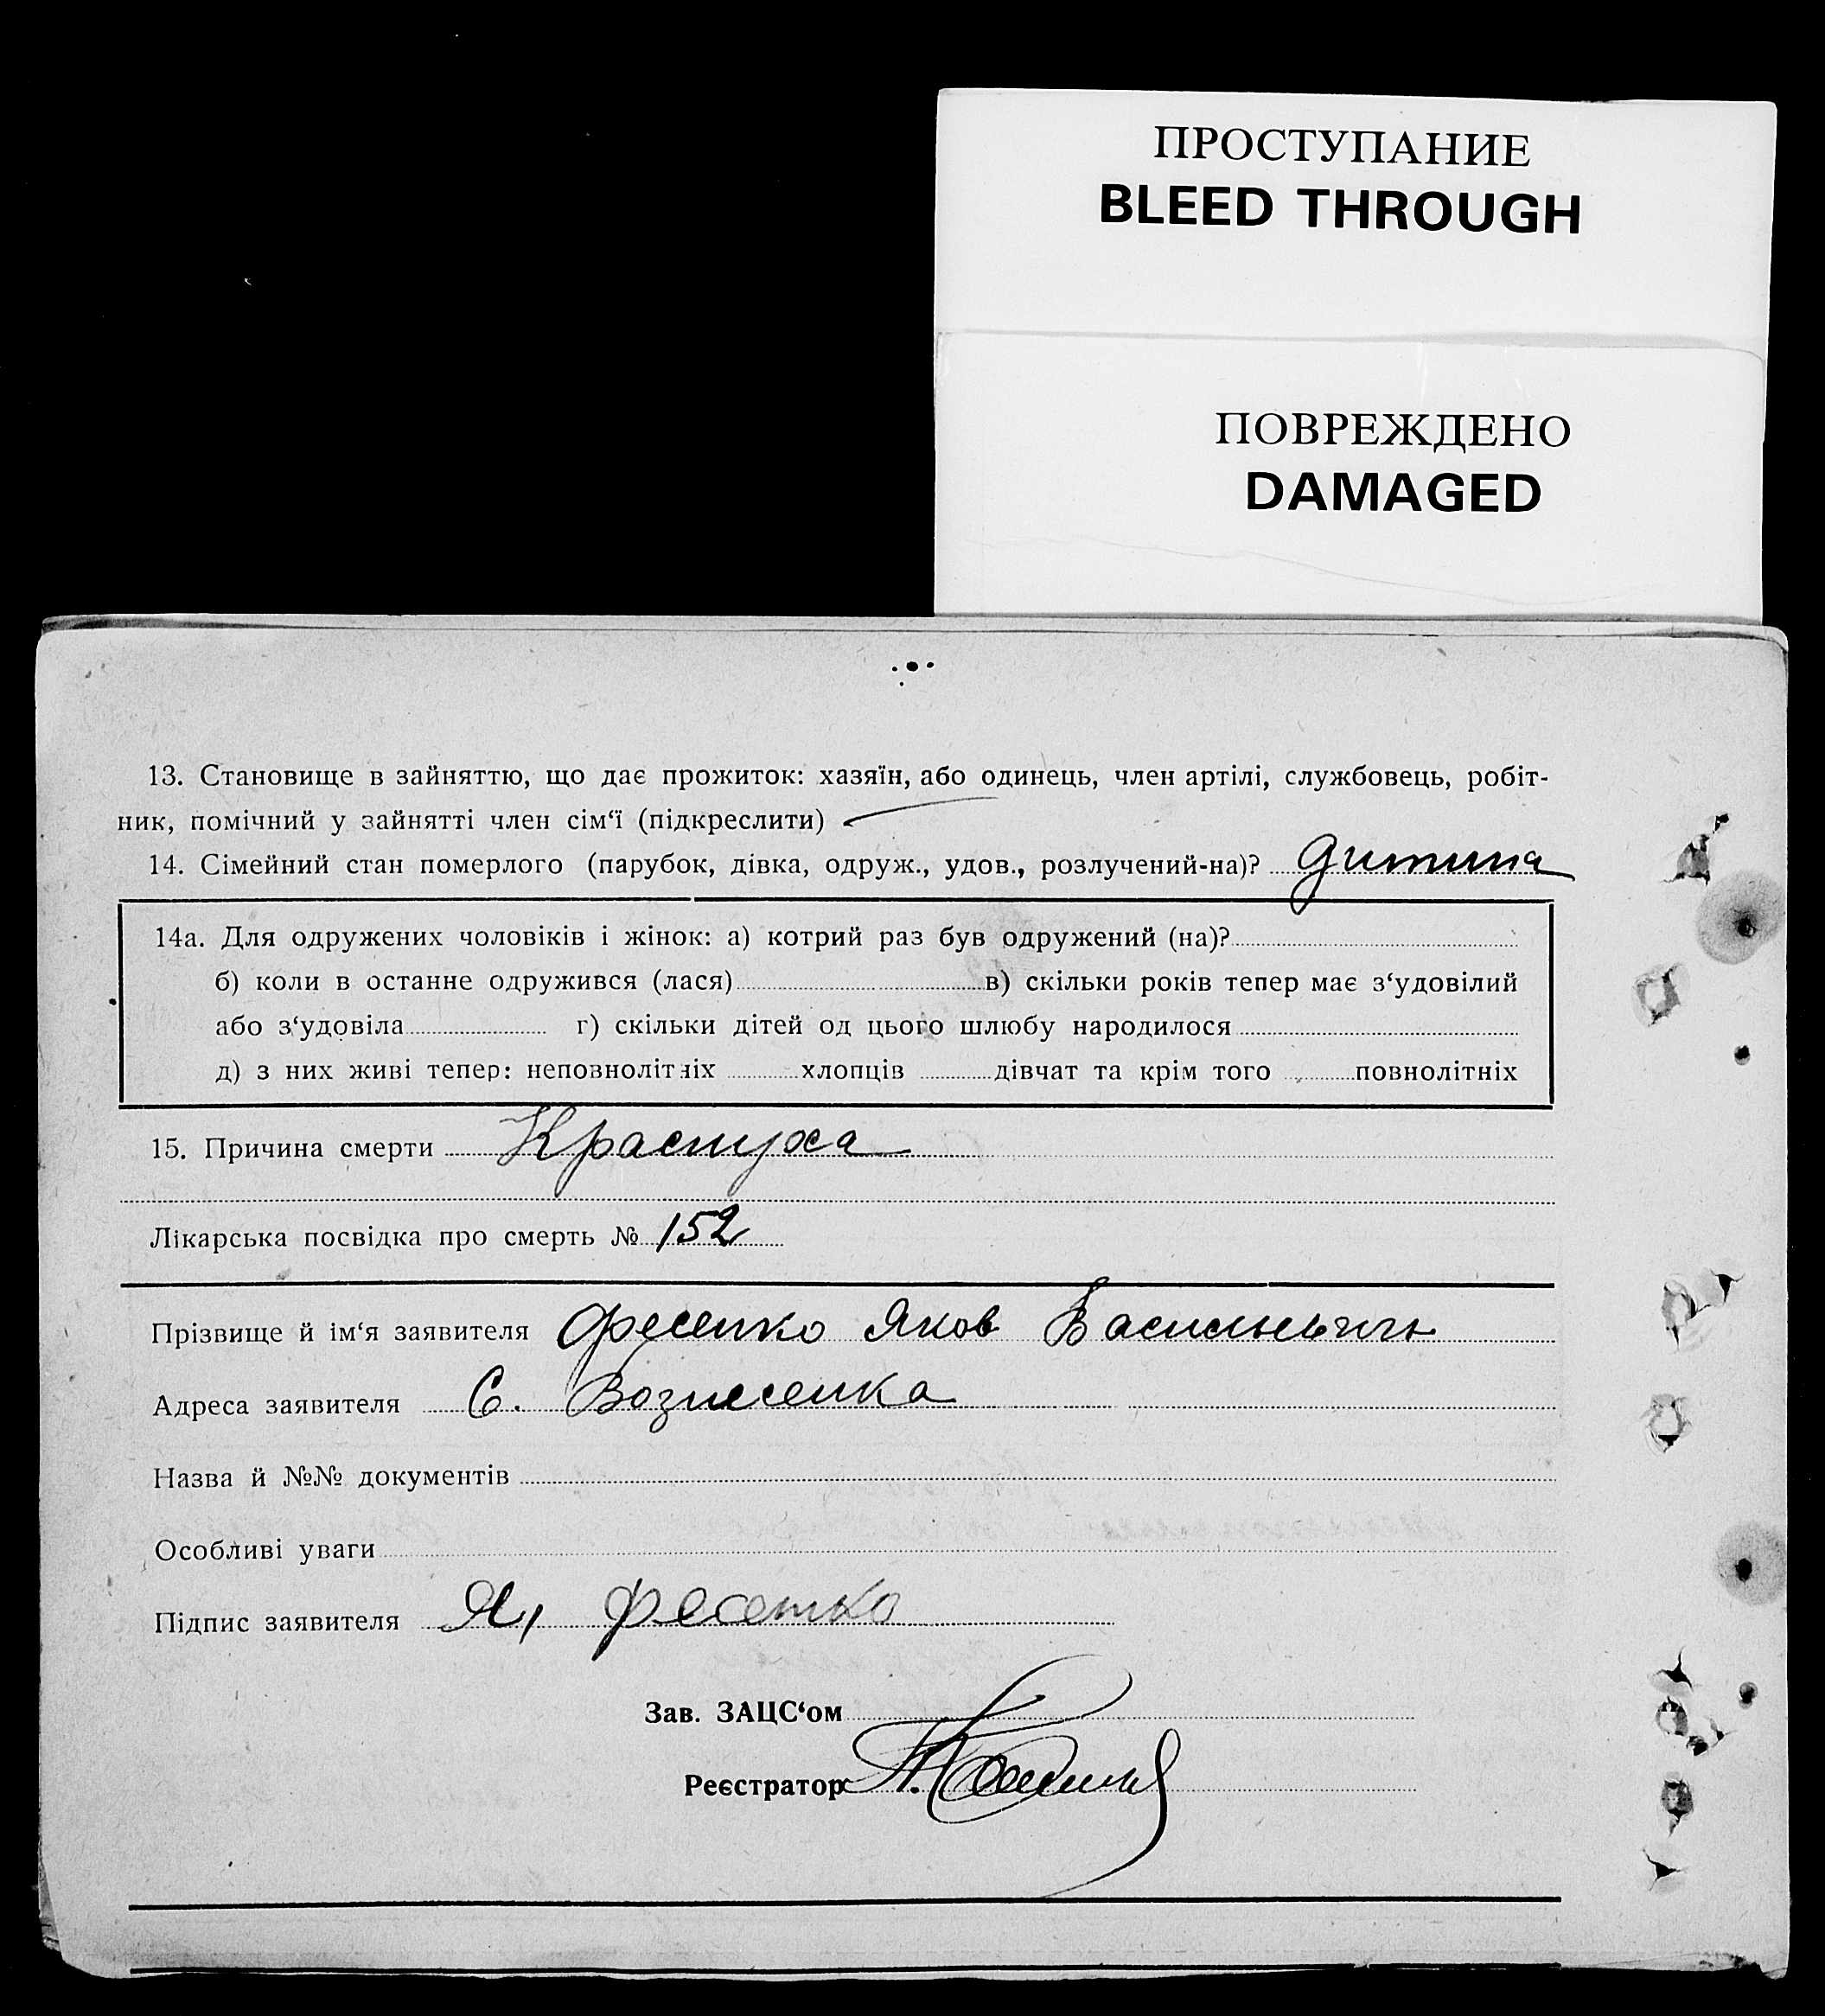 ПРОСТУПАНИЕ
BLEED THROUGH
ПОВРЕЖДЕНО
DAMAGED
13. Становище в зайняттю, що дає прожиток: хазяїн, або одинець, член артілі, службовець, робіт-
ник, помічний у зайнятті член сім‘ї (підкреслити)
14. Сімейний стан померлого (парубок, дівка, одруж., удов., розлучений-на)? дитина
14а. Для одружених чоловіків і жінок: а) котрий раз був одружений (на)?
б) коли в останне одружився (лася) в) скільки років тепер має з‘удовілий
або з‘удовіла г) скільки дітей од цього шлюбу народилося
д) з них живі тепер: неповнолітніх хлопців дівчат та крім того повнолітніх
15. Причина смерти Краснуха
Лікарська посвідка про смерть № 152
Прізвище й ім‘я заявителя Фесенко Яков Васильевич
Адреса заявителя С. Вознесенка
Назва й №№ документів
Особливі уваги
Підпис заявителя Я, Фесенко
Зав. ЗАЦС‘ом
Реєстратор